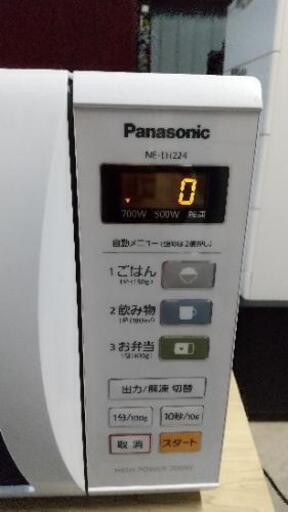 Panasonic
NE-EH224
0
700W 500W 解凍
自動メニュー
1 ごはん
2 飲み物
3 お弁当
出力/解凍 切替
1分/100g 10秒/10g
取消 スタート
HIGH POWER 700W